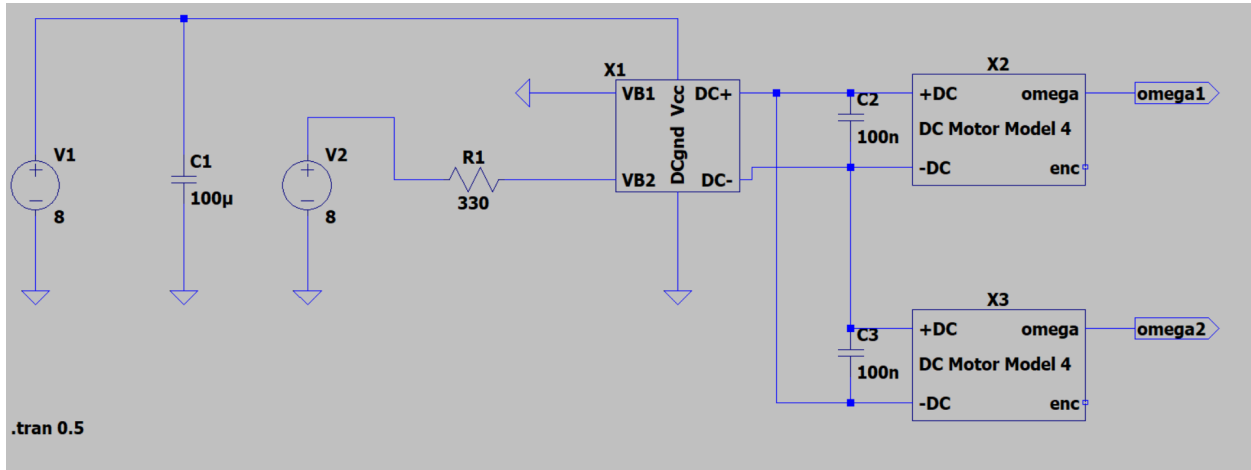 V1
8
C1
100µ
V2
8
R1
330
X1
VB1
VB2
DCgnd
Vcc
DC+
DC-
C2
100n
X2
+DC
omega
DC Motor Model 4
-DC
enc
omega1
C3
100n
X3
+DC
omega
DC Motor Model 4
-DC
enc
omega2
.tran 0.5